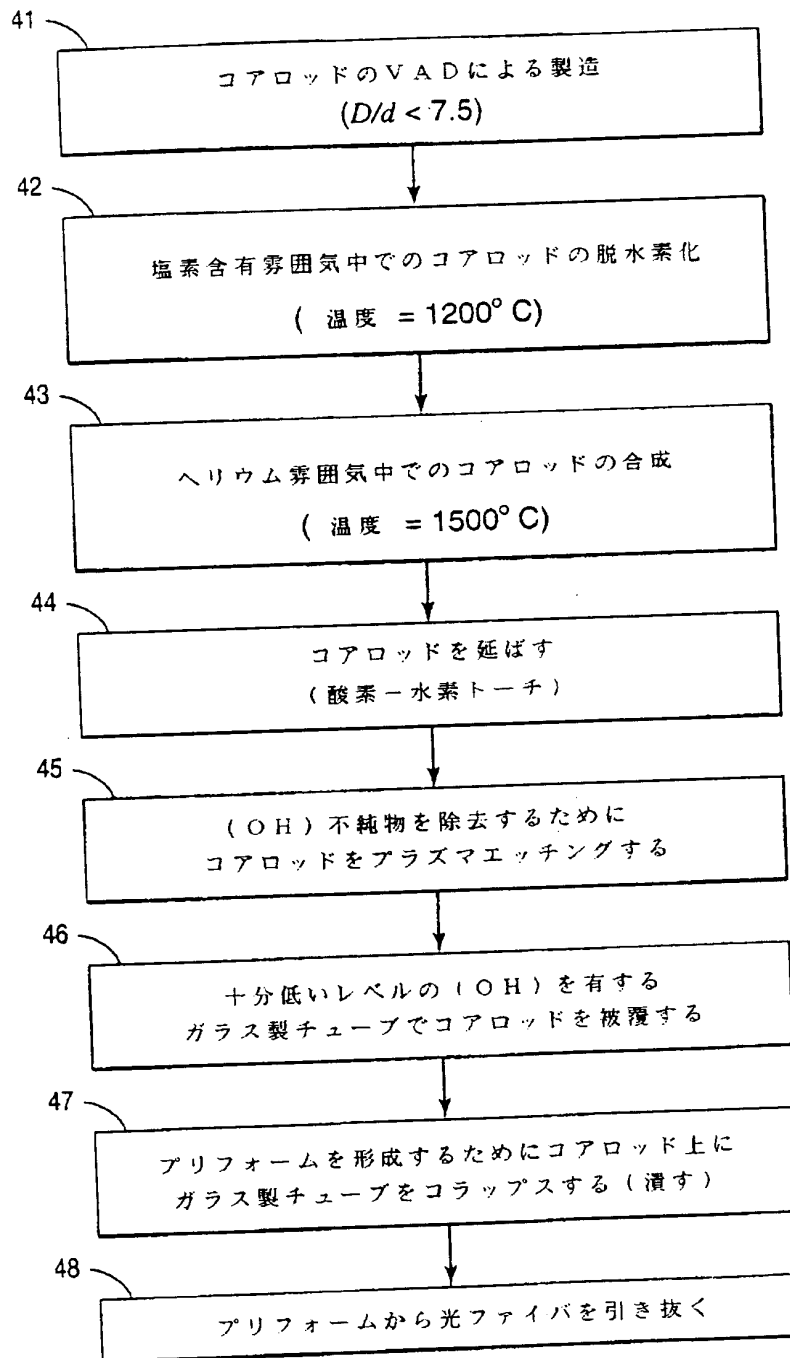 41
コアロッドのVADによる製造
(D/d < 7.5)
42
塩素含有雰囲気中でのコアロッドの脱水素化
( 温度 = 1200° C)
43
ヘリウム雰囲気中でのコアロッドの合成
( 温度 = 1500° C)
44
コアロッドを延ばす
(酸素－水素トーチ)
45
(OH)不純物を除去するために
コアロッドをプラズマエッチングする
46
十分低いレベルの(OH)を有する
ガラス製チューブでコアロッドを被覆する
47
プリフォームを形成するためにコアロッド上に
ガラス製チューブをコラップスする(潰す)
48
プリフォームから光ファイバを引き抜く